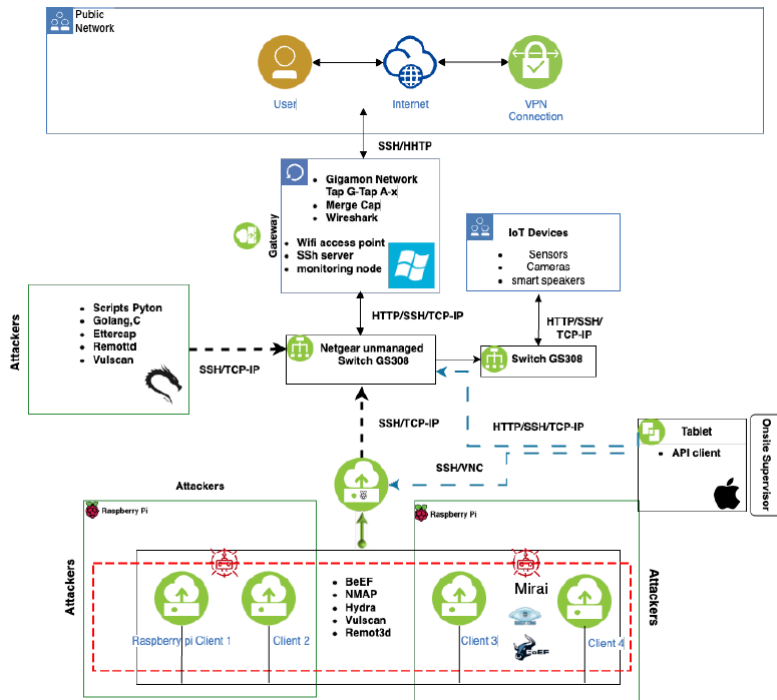 Public
Network
User
Internet
VPN
Connection
SSH/HHTP
Gigamon Network
Tap G-Tap A-x
Merge Cap
Wireshark
Gateway
Wifi access point
SSh server
monitoring node
IoT Devices
Sensors
Cameras
smart speakers
HTTP/SSH/TCP-IP
HTTP/SSH/
TCP-IP
Attackers
Scripts Pyton
Golang,C
Ettercap
Remottd
Vulscan
SSH/TCP-IP
Netgear unmanaged
Switch GS308
Switch GS308
SSH/TCP-IP
HTTP/SSH/TCP-IP
Tablet
API client
Onsite Supervisor
SSH/VNC
Attackers
Raspberry Pi
Raspberry Pi
Attackers
BeEF
NMAP
Hydra
Vulscan
Remot3d
Mirai
BeEF
Attackers
Raspberry pi Client 1
Client 2
Client 3
Client 4